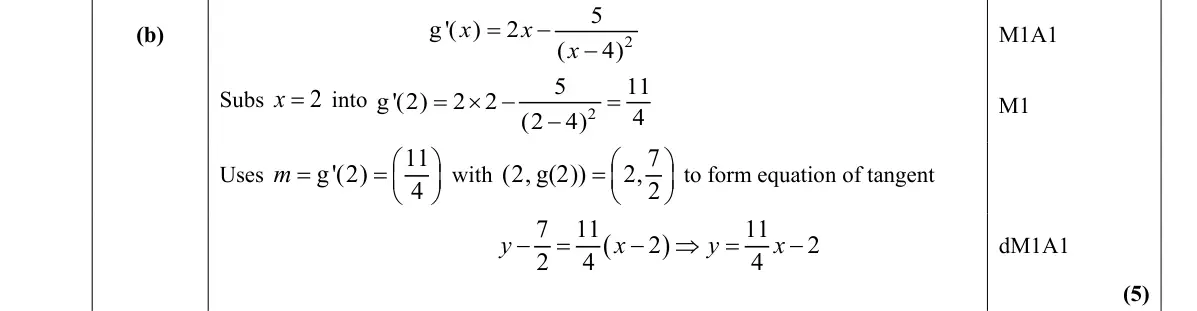 (b) g'(x) = 2x − 5/(x − 4)² M1A1
Subs x = 2 into g'(2) = 2 × 2 − 5/(2 − 4)² = 11/4 M1
Uses m = g'(2) = (11/4) with (2, g(2)) = (2, 7/2) to form equation of tangent
y − 7/2 = 11/4 (x − 2) ⇒ y = 11/4 x − 2 dM1A1
(5)